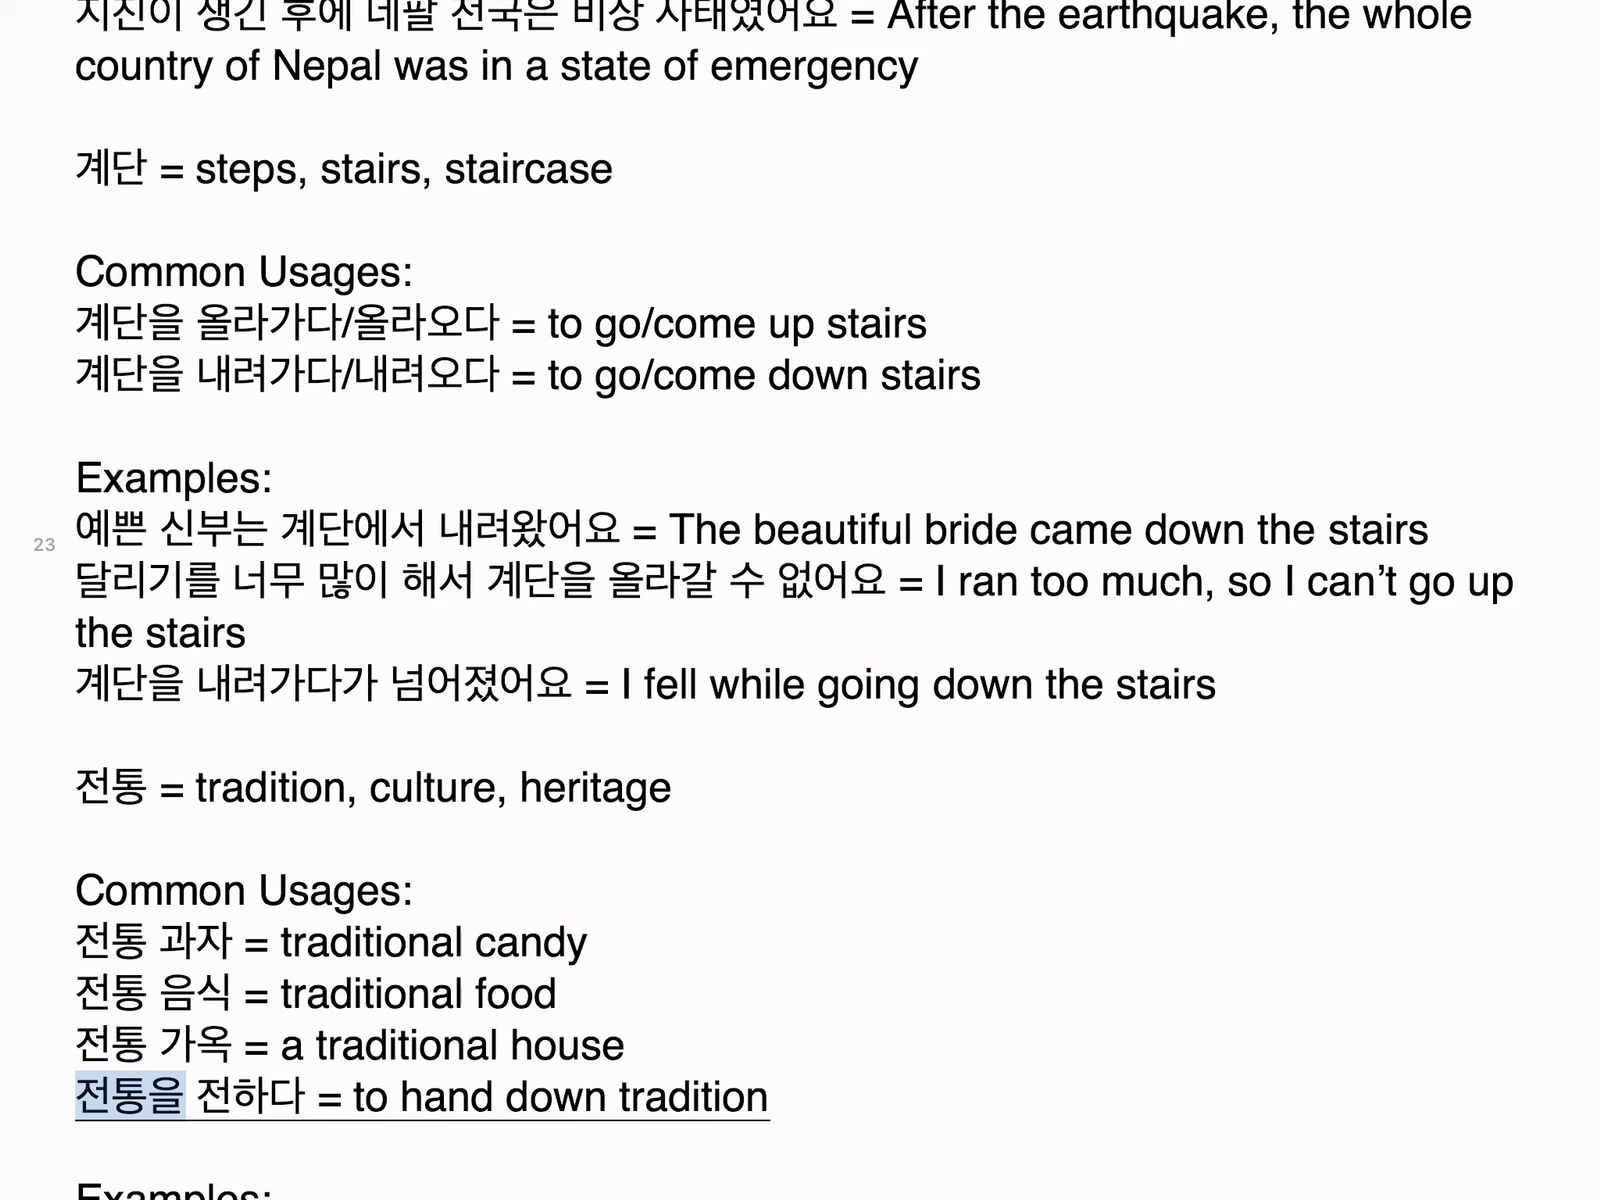 지진이 생긴 후에 네팔 전국은 비상 사태였어요 = After the earthquake, the whole
country of Nepal was in a state of emergency
계단 = steps, stairs, staircase
Common Usages:
계단을 올라가다/올라오다 = to go/come up stairs
계단을 내려가다/내려오다 = to go/come down stairs
Examples:
예쁜 신부는 계단에서 내려왔어요 = The beautiful bride came down the stairs
23
달리기를 너무 많이 해서 계단을 올라갈 수 없어요 = I ran too much, so I can’t go up
the stairs
계단을 내려가다가 넘어졌어요 = I fell while going down the stairs
전통 = tradition, culture, heritage
Common Usages:
전통 과자 = traditional candy
전통 음식 = traditional food
전통 가옥 = a traditional house
전통을 전하다 = to hand down tradition
Examples: